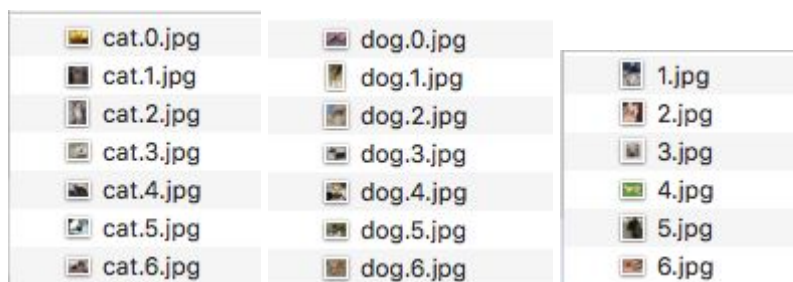 cat.0.jpg
cat.1.jpg
cat.2.jpg
cat.3.jpg
cat.4.jpg
cat.5.jpg
cat.6.jpg
dog.0.jpg
dog.1.jpg
dog.2.jpg
dog.3.jpg
dog.4.jpg
dog.5.jpg
dog.6.jpg
1.jpg
2.jpg
3.jpg
4.jpg
5.jpg
6.jpg